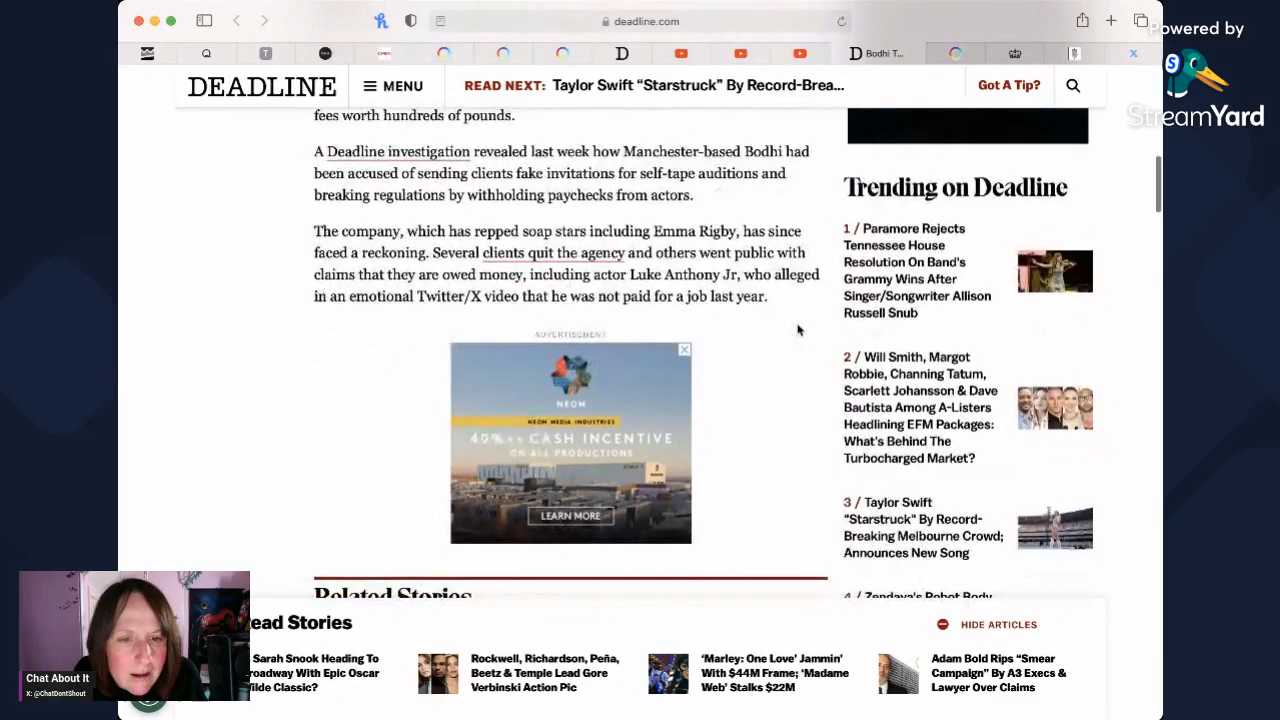 deadline.com
Powered by
StreamYard
D Bodhi T...
DEADLINE
MENU
READ NEXT: Taylor Swift “Starstruck” By Record-Brea...
Got A Tip?
fees worth hundreds of pounds.
A Deadline investigation revealed last week how Manchester-based Bodhi had
been accused of sending clients fake invitations for self-tape auditions and
breaking regulations by withholding paychecks from actors.
The company, which has repped soap stars including Emma Rigby, has since
faced a reckoning. Several clients quit the agency and others went public with
claims that they are owed money, including actor Luke Anthony Jr, who alleged
in an emotional Twitter/X video that he was not paid for a job last year.
ADVERTISEMENT
NEOM
NEOM MEDIA INDUSTRIES
40%++ CASH INCENTIVE
ON ALL PRODUCTIONS
LEARN MORE
Related Stories
Trending on Deadline
1 / Paramore Rejects
Tennessee House
Resolution On Band's
Grammy Wins After
Singer/Songwriter Allison
Russell Snub
2 / Will Smith, Margot
Robbie, Channing Tatum,
Scarlett Johansson & Dave
Bautista Among A-Listers
Headlining EFM Packages:
What's Behind The
Turbocharged Market?
3 / Taylor Swift
“Starstruck” By Record-
Breaking Melbourne Crowd;
Announces New Song
4 / Zendaya's Robot Body
ead Stories
HIDE ARTICLES
Sarah Snook Heading To
roadway With Epic Oscar
ilde Classic?
Rockwell, Richardson, Peña,
Beetz & Temple Lead Gore
Verbinski Action Pic
‘Marley: One Love’ Jammin’
With $44M Frame; ‘Madame
Web’ Stalks $22M
Adam Bold Rips “Smear
Campaign” By A3 Execs &
Lawyer Over Claims
Chat About It
X: @ChatDontShout